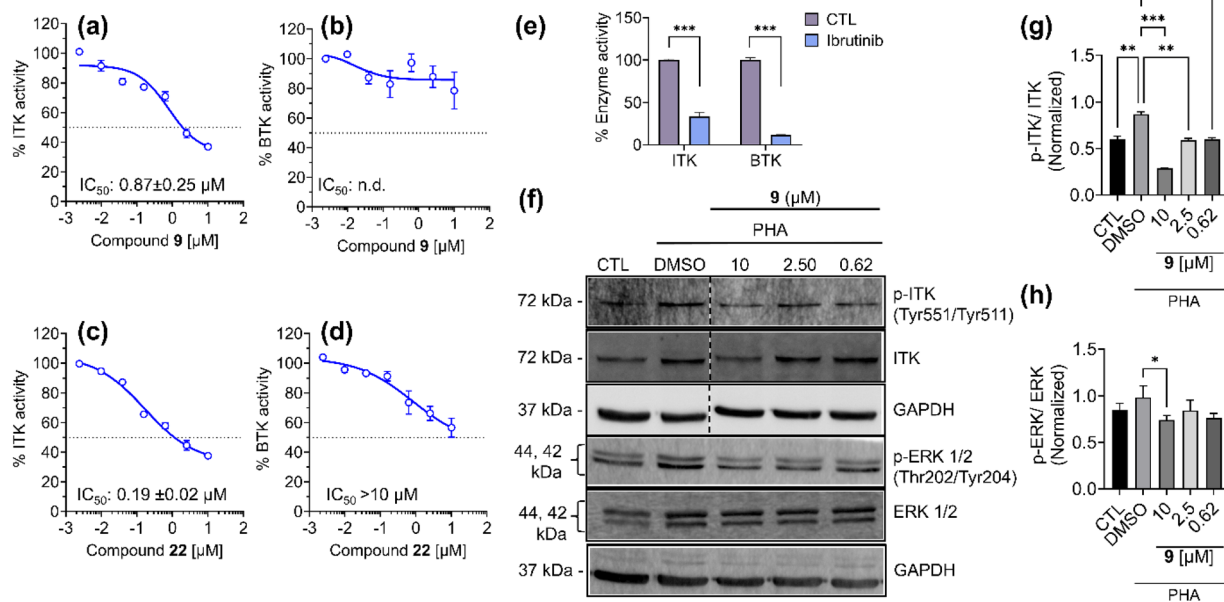 (a)
120
100
80
60
40
20
0
% ITK activity
IC₅₀: 0.87±0.25 µM
-3 -2 -1 0 1 2
Compound 9 [µM]
(b)
120
100
80
60
40
20
0
% BTK activity
IC₅₀: n.d.
-3 -2 -1 0 1 2
Compound 9 [µM]
(c)
120
100
80
60
40
20
0
% ITK activity
IC₅₀: 0.19 ±0.02 µM
-3 -2 -1 0 1 2
Compound 22 [µM]
(d)
120
100
80
60
40
20
0
% BTK activity
IC₅₀ >10 µM
-3 -2 -1 0 1 2
Compound 22 [µM]
(e)
150
100
50
0
% Enzyme activity
*** ***
CTL
Ibrutinib
ITK BTK
(f)
9 (µM)
PHA
CTL DMSO 10 2.50 0.62
72 kDa - p-ITK
(Tyr551/Tyr511)
72 kDa - ITK
37 kDa - GAPDH
44, 42 p-ERK 1/2
kDa (Thr202/Tyr204)
44, 42 ERK 1/2
kDa
37 kDa - GAPDH
(g)
***
** **
1.5
1.0
0.5
0.0
p-ITK/ ITK
(Normalized)
CTL DMSO 10 2.5 0.62
9 [µM]
PHA
(h)
*
1.5
1.0
0.5
0.0
p-ERK/ ERK
(Normalized)
CTL DMSO 10 2.5 0.62
9 [µM]
PHA